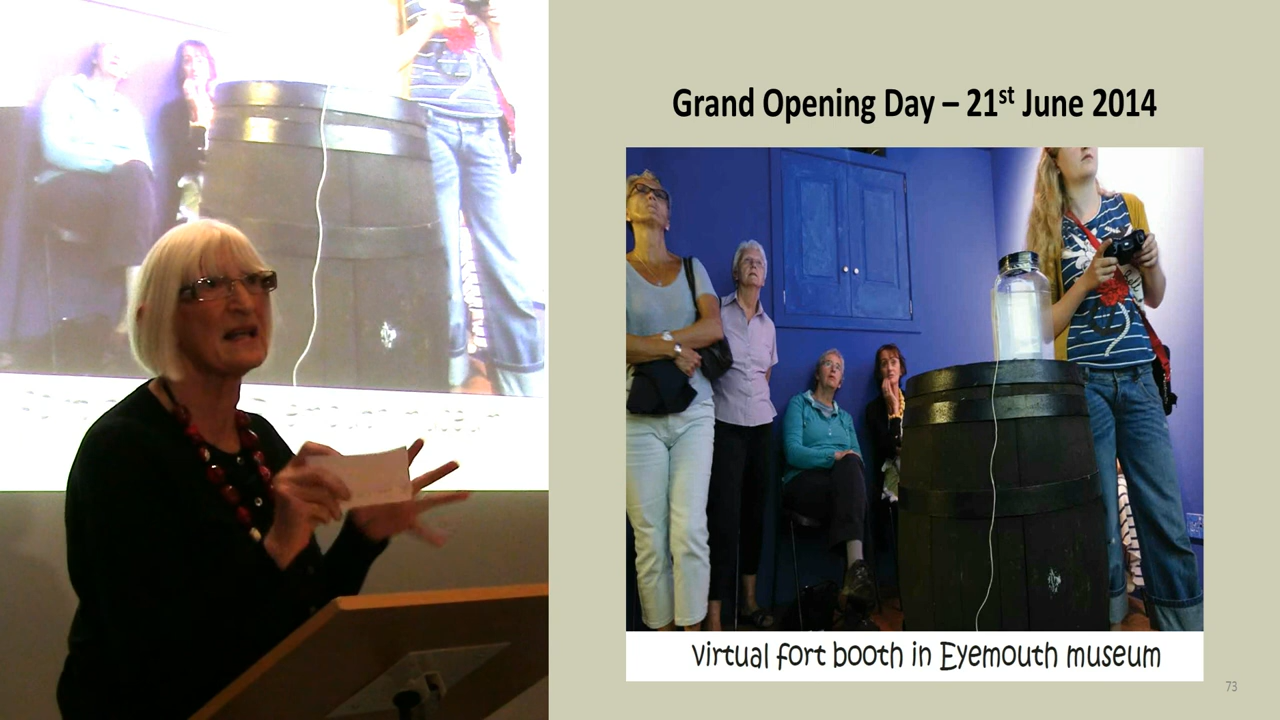 Grand Opening Day – 21st June 2014
virtual fort booth in Eyemouth museum
73